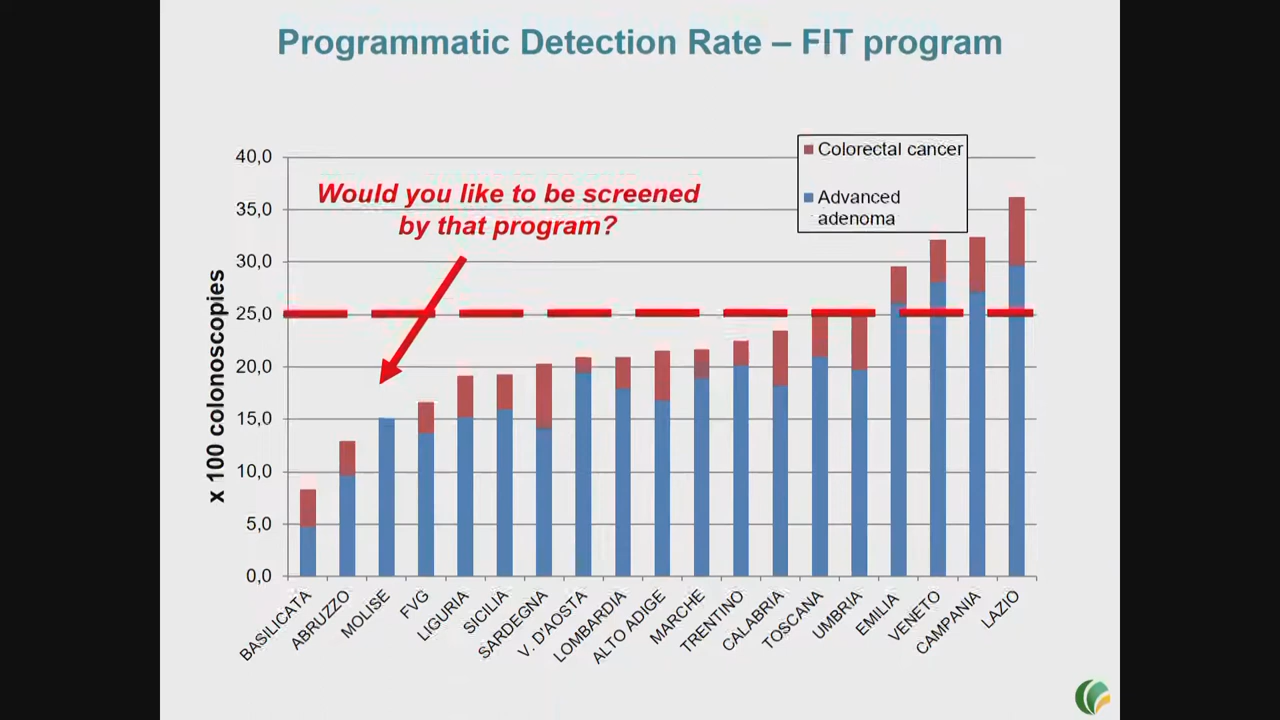 Programmatic Detection Rate – FIT program
Colorectal cancer
Advanced
adenoma
Would you like to be screened
by that program?
x 100 colonoscopies
40,0
35,0
30,0
25,0
20,0
15,0
10,0
5,0
0,0
BASILICATA
ABRUZZO
MOLISE
FVG
LIGURIA
SICILIA
SARDEGNA
V. D'AOSTA
LOMBARDIA
ALTO ADIGE
MARCHE
TRENTINO
CALABRIA
TOSCANA
UMBRIA
EMILIA
VENETO
CAMPANIA
LAZIO